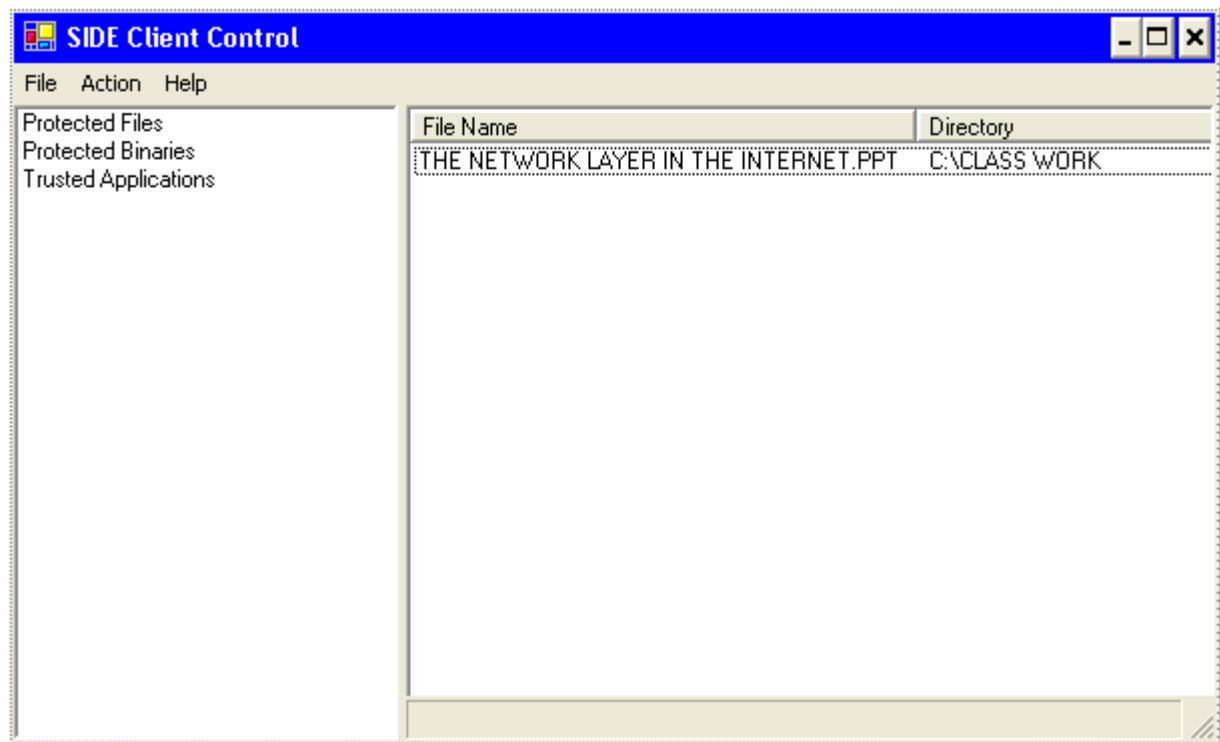 SIDE Client Control
File Action Help
Protected Files
Protected Binaries
Trusted Applications
File Name Directory
THE NETWORK LAYER IN THE INTERNET.PPT C:\CLASS WORK